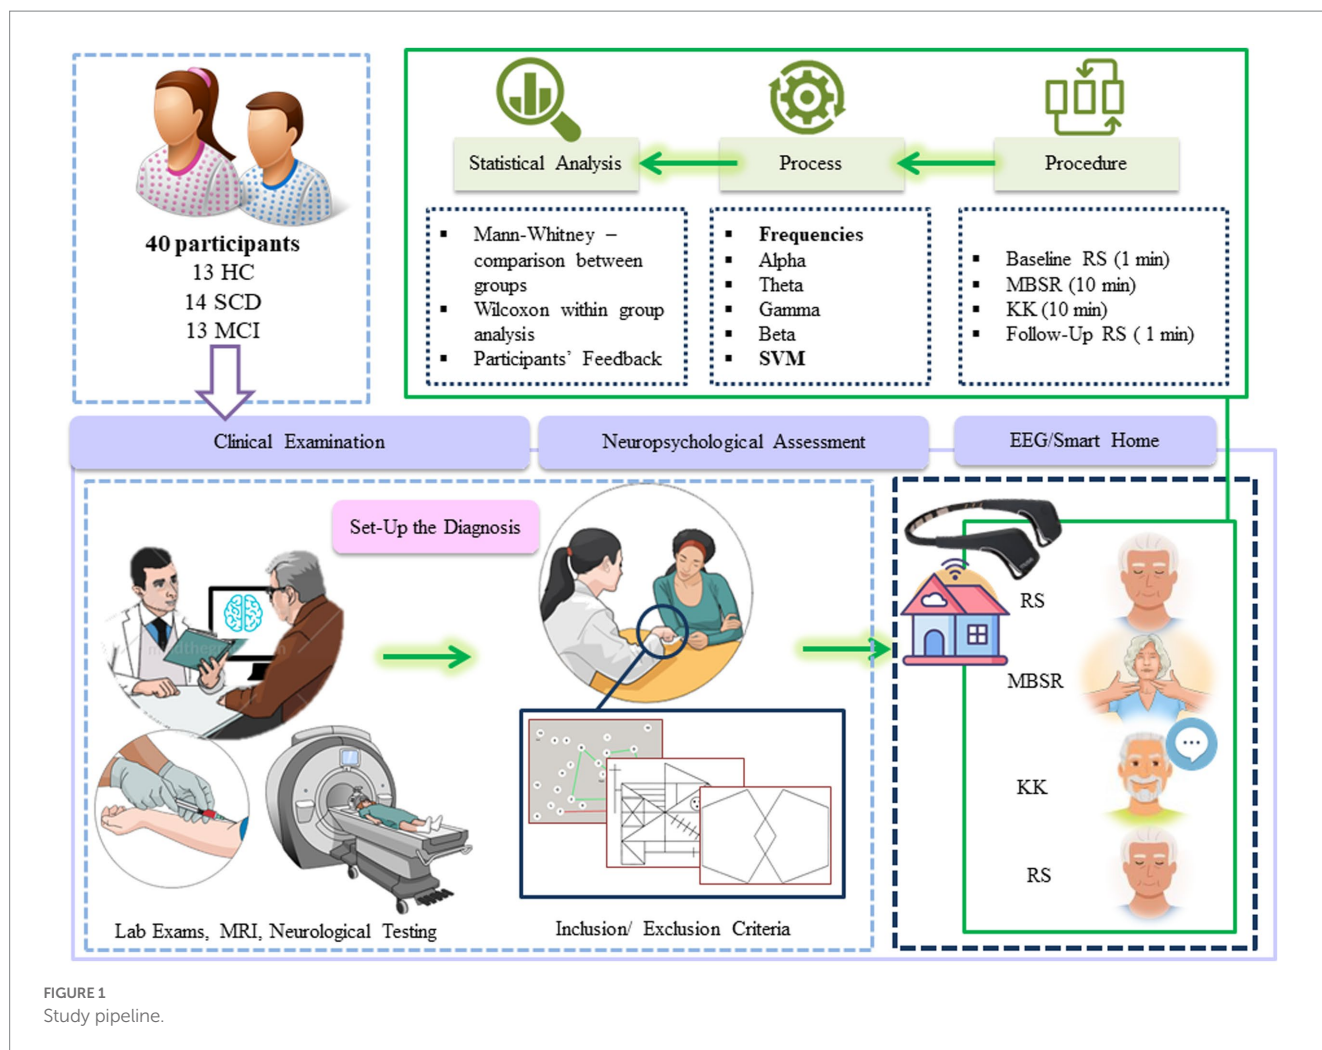 40 participants
13 HC
14 SCD
13 MCI
Statistical Analysis
Process
Procedure
Mann-Whitney –
comparison between
groups
Wilcoxon within group
analysis
Participants' Feedback
Frequencies
Alpha
Theta
Gamma
Beta
SVM
Baseline RS (1 min)
MBSR (10 min)
KK (10 min)
Follow-Up RS ( 1 min)
Clinical Examination
Neuropsychological Assessment
EEG/Smart Home
Set-Up the Diagnosis
RS
MBSR
KK
RS
Lab Exams, MRI, Neurological Testing
Inclusion/ Exclusion Criteria
FIGURE 1
Study pipeline.